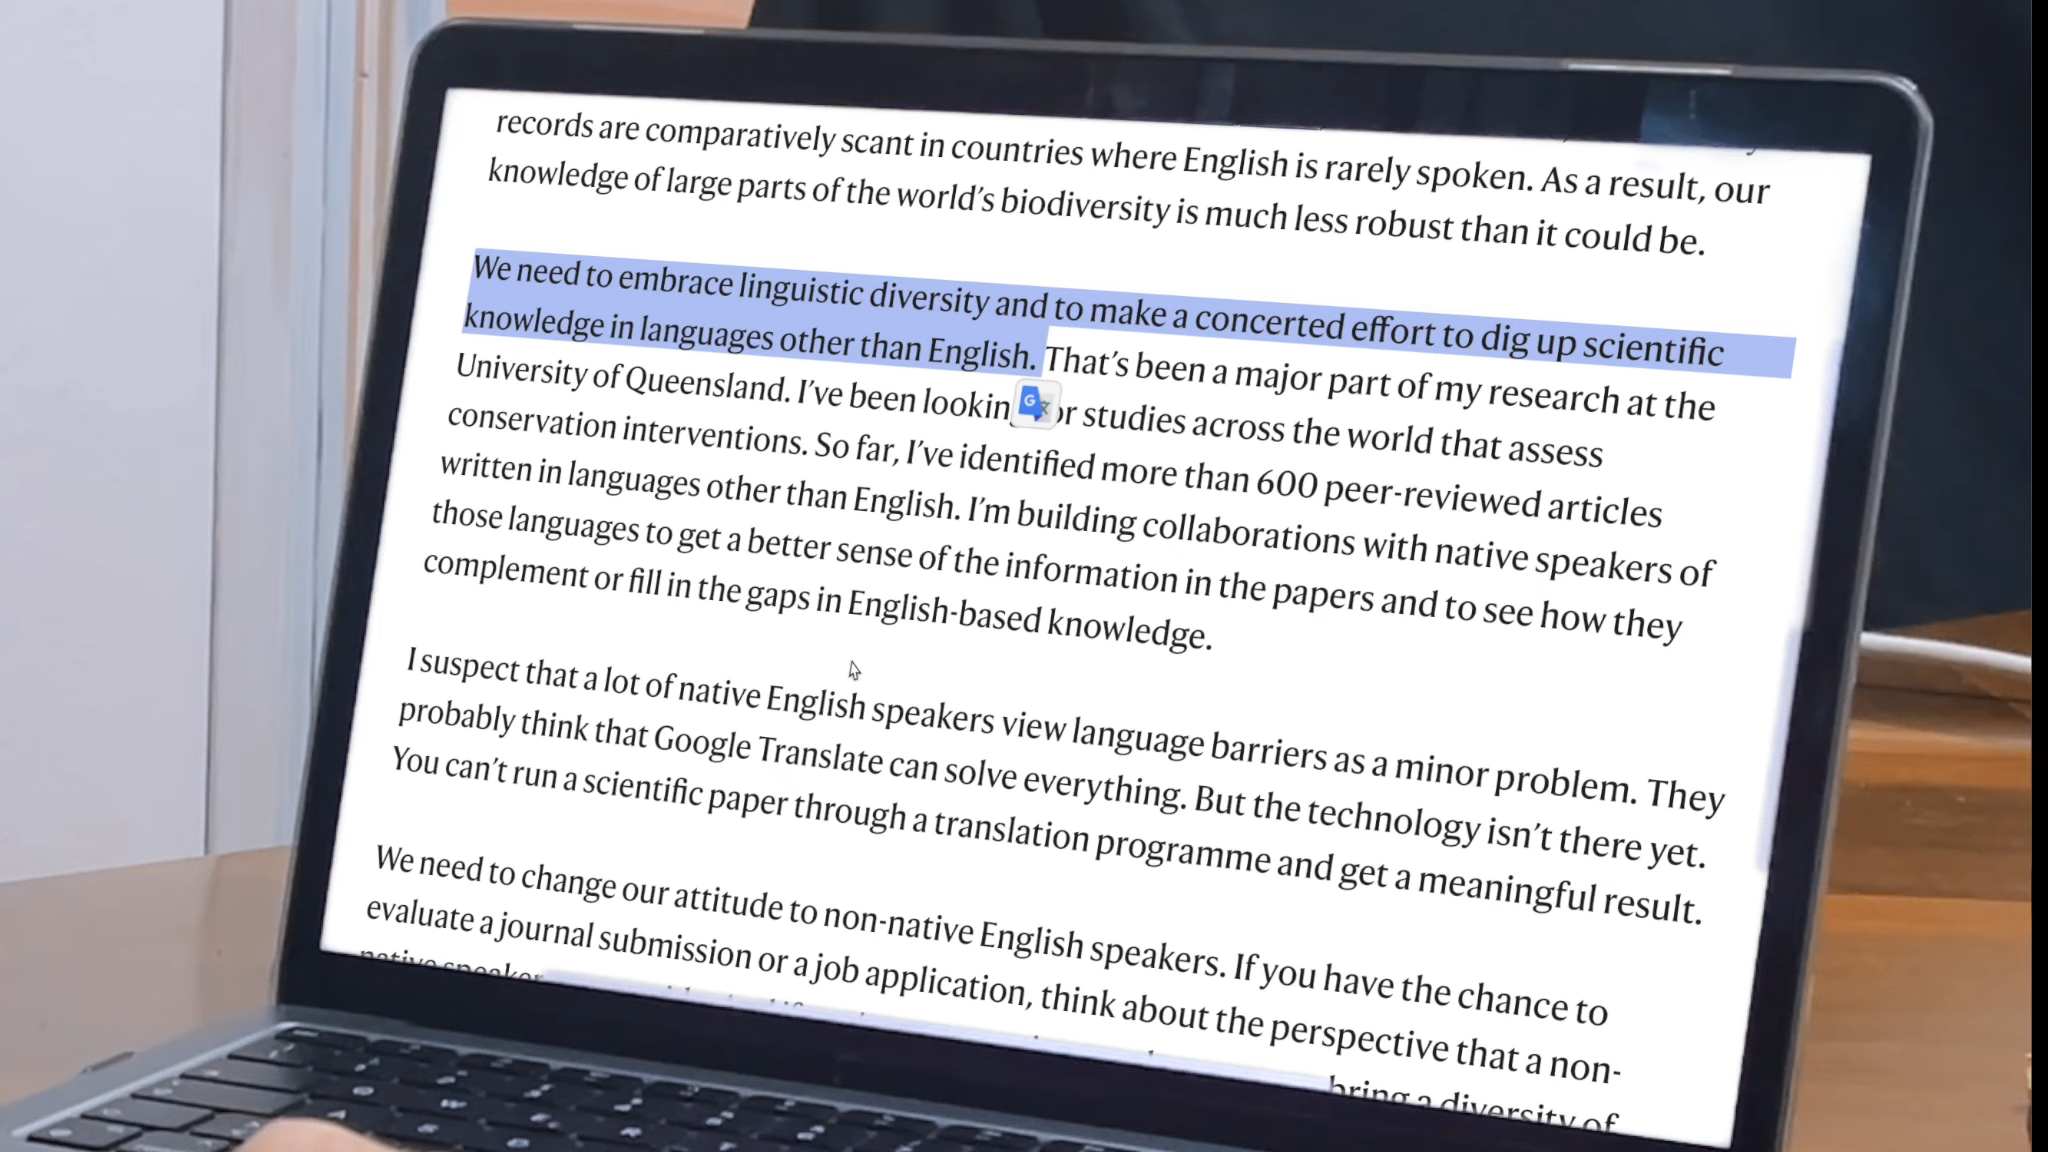 records are comparatively scant in countries where English is rarely spoken. As a result, our
knowledge of large parts of the world’s biodiversity is much less robust than it could be.
We need to embrace linguistic diversity and to make a concerted effort to dig up scientific
knowledge in languages other than English. That’s been a major part of my research at the
University of Queensland. I’ve been looking or studies across the world that assess
conservation interventions. So far, I’ve identified more than 600 peer-reviewed articles
written in languages other than English. I’m building collaborations with native speakers of
those languages to get a better sense of the information in the papers and to see how they
complement or fill in the gaps in English-based knowledge.
I suspect that a lot of native English speakers view language barriers as a minor problem. They
probably think that Google Translate can solve everything. But the technology isn’t there yet.
You can’t run a scientific paper through a translation programme and get a meaningful result.
We need to change our attitude to non-native English speakers. If you have the chance to
evaluate a journal submission or a job application, think about the perspective that a non-
native speaker bring a diversity of